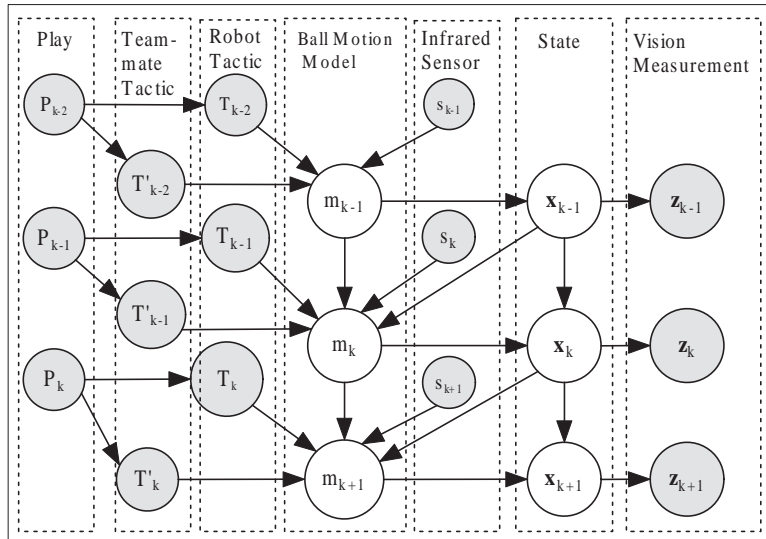 Play
Team-
mate
Tactic
Robot
Tactic
Ball Motion
Model
Infrared
Sensor
State
Vision
Measurement
P_{k-2}
T_{k-2}
s_{k-1}
T'_{k-2}
m_{k-1}
x_{k-1}
z_{k-1}
P_{k-1}
T_{k-1}
s_k
T'_{k-1}
m_k
x_k
z_k
P_k
T_k
s_{k+1}
T'_k
m_{k+1}
x_{k+1}
z_{k+1}